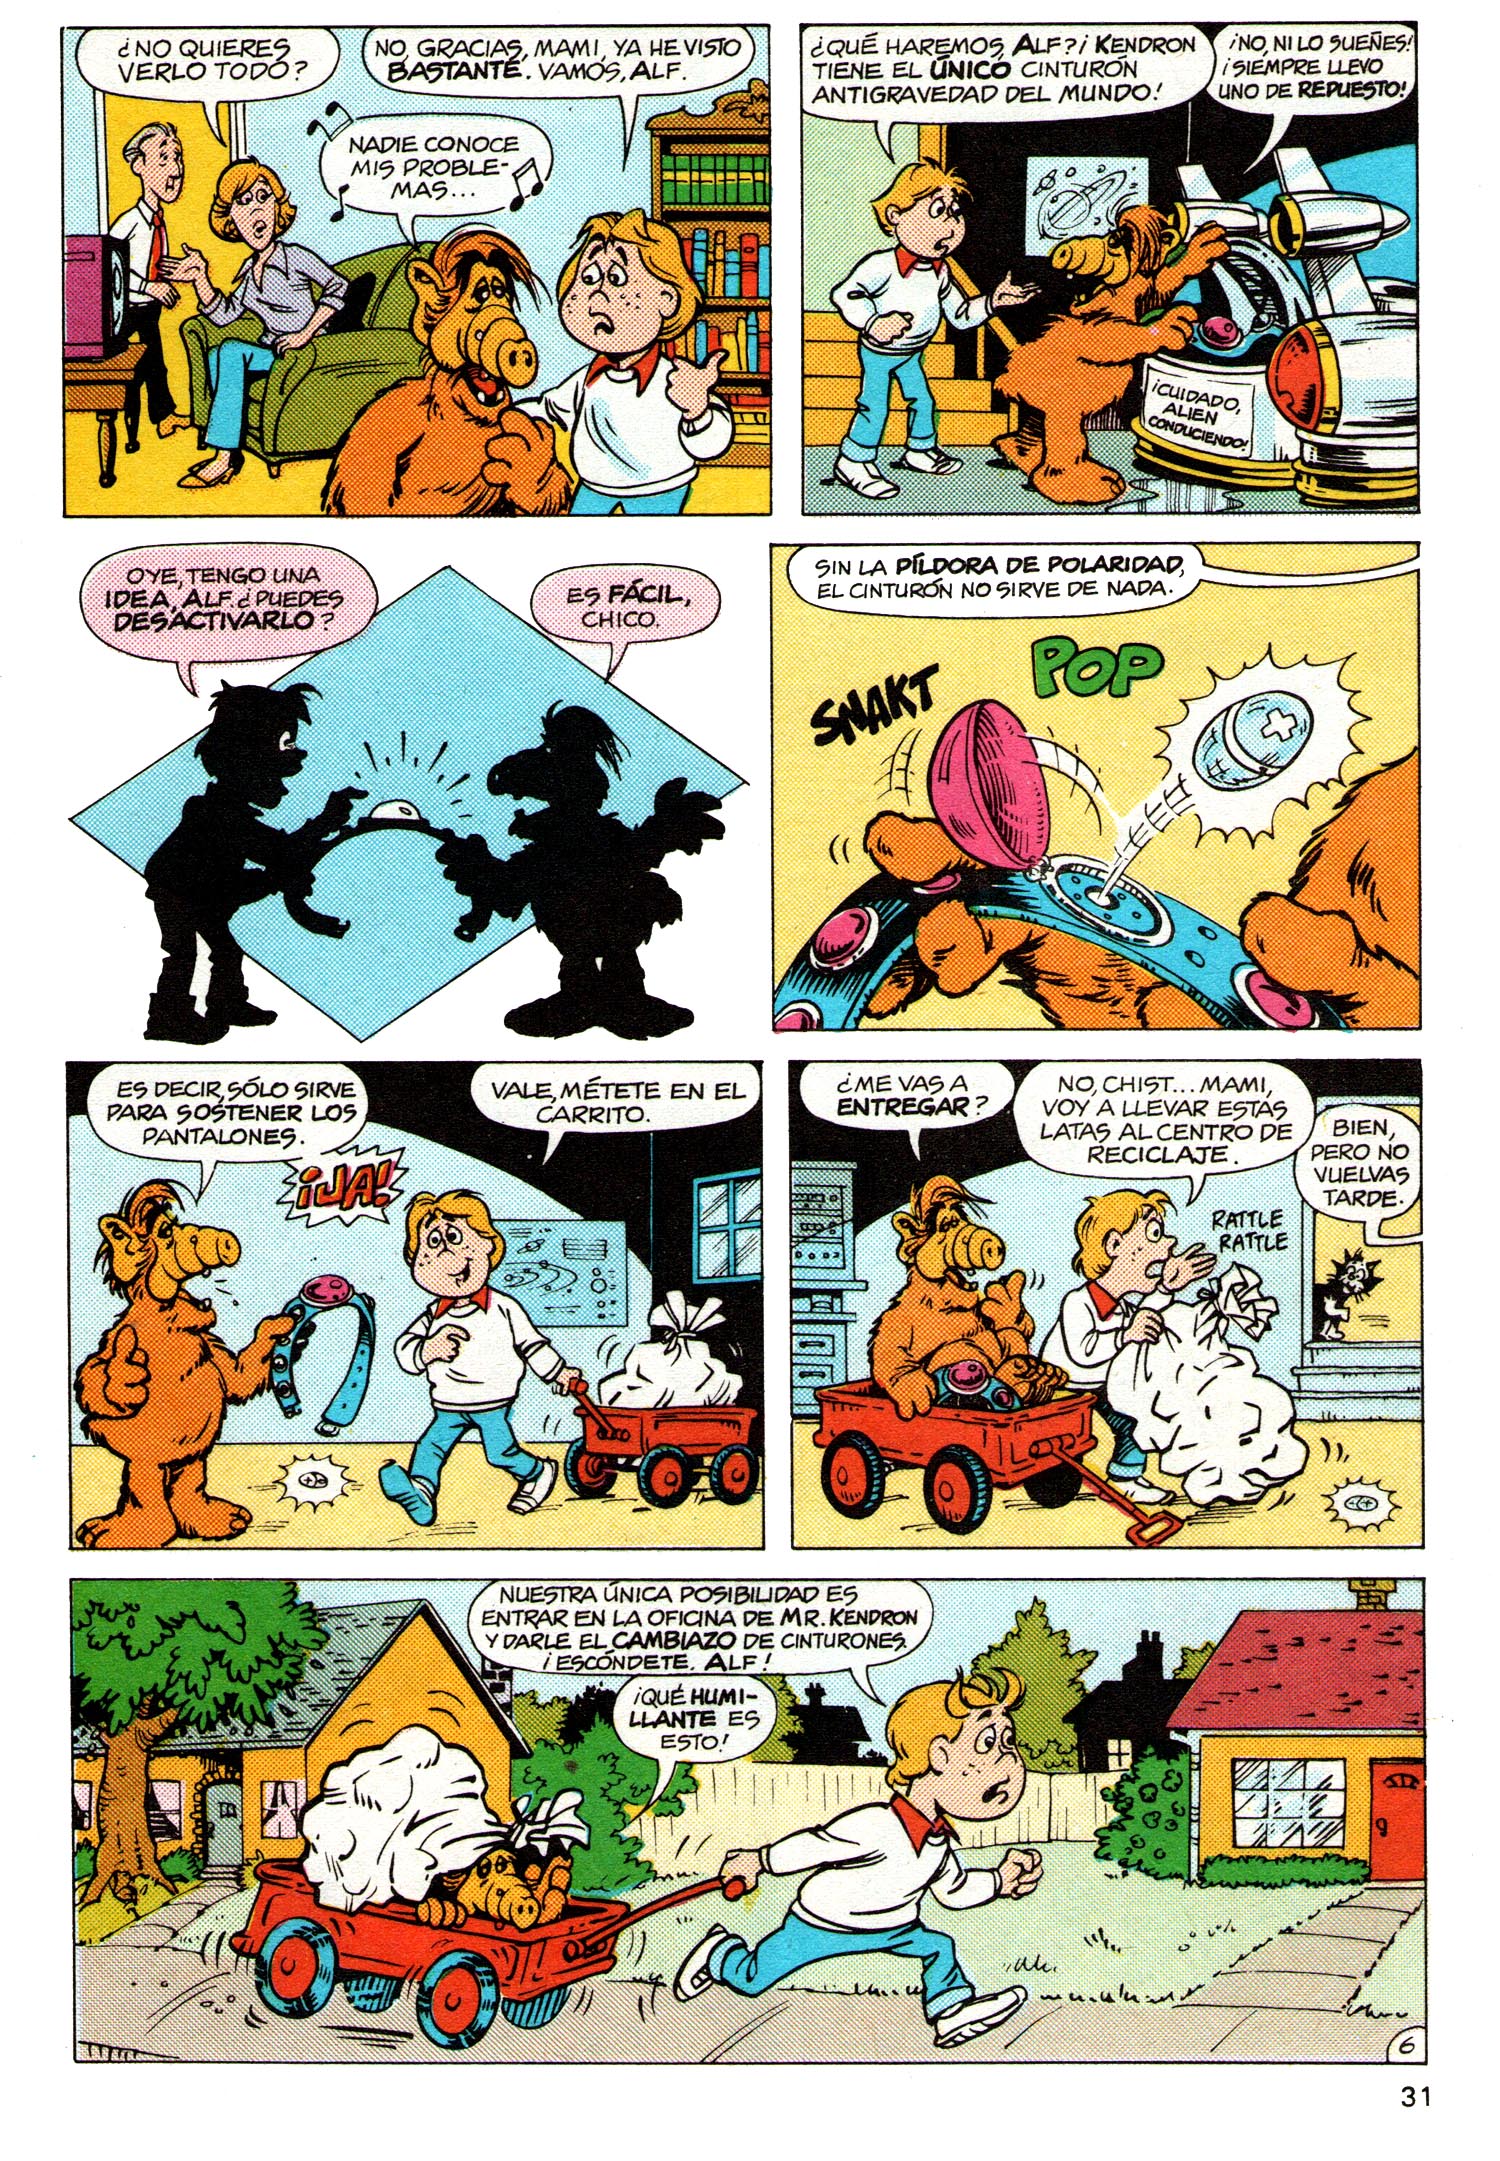 ¿NO QUIERES
VERLO TODO?
NO, GRACIAS, MAMI, YA HE VISTO
BASTANTE. VAMOS, ALF.
NADIE CONOCE
MIS PROBLE-
MAS...
¿QUÉ HAREMOS, ALF? ¡KENDRON
TIENE EL ÚNICO CINTURÓN
ANTIGRAVEDAD DEL MUNDO!
¡NO, NI LO SUEÑES!
¡SIEMPRE LLEVO
UNO DE REPUESTO!
¡CUIDADO,
ALIEN
CONDUCIENDO!
OYE, TENGO UNA
IDEA, ALF. ¿PUEDES
DESACTIVARLO?
ES FÁCIL,
CHICO.
SIN LA PÍLDORA DE POLARIDAD,
EL CINTURÓN NO SIRVE DE NADA.
SNAKT
POP
ES DECIR, SÓLO SIRVE
PARA SOSTENER LOS
PANTALONES.
¡JA!
VALE, MÉTETE EN EL
CARRITO.
¿ME VAS A
ENTREGAR?
NO, CHIST... MAMI,
VOY A LLEVAR ESTAS
LATAS AL CENTRO DE
RECICLAJE.
BIEN,
PERO NO
VUELVAS
TARDE.
RATTLE
RATTLE
NUESTRA ÚNICA POSIBILIDAD ES
ENTRAR EN LA OFICINA DE MR. KENDRON
Y DARLE EL CAMBIAZO DE CINTURONES.
¡ESCÓNDETE, ALF!
¡QUÉ HUMI-
LLANTE ES
ESTO!
6
31